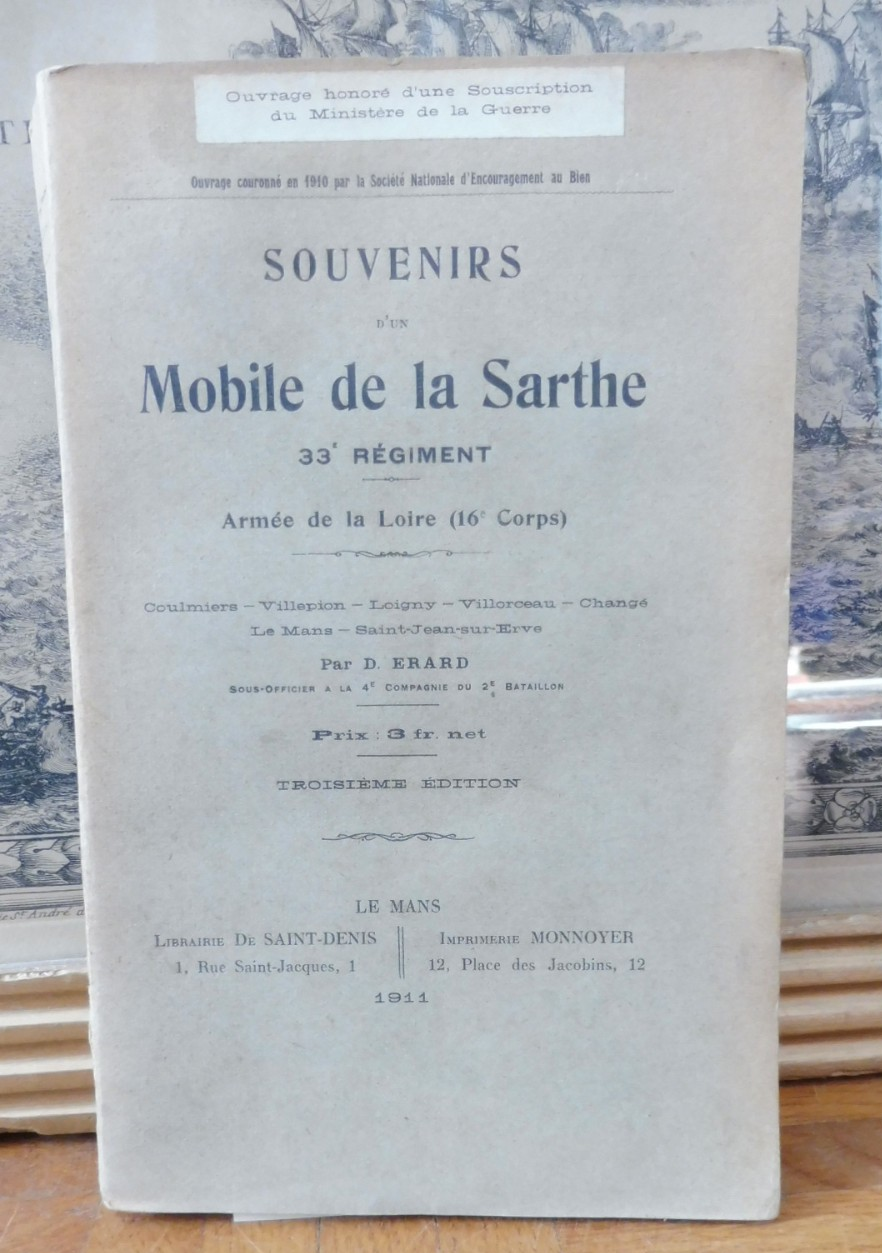 Ouvrage honoré d'une Souscription
du Ministère de la Guerre
Ouvrage couronné en 1910 par la Société Nationale d'Encouragement au Bien
SOUVENIRS
D'UN
Mobile de la Sarthe
33e RÉGIMENT
Armée de la Loire (16e Corps)
Coulmiers – Villepion – Loigny – Villorceau – Changé
Le Mans – Saint-Jean-sur-Erve
Par D. ERARD
SOUS-OFFICIER A LA 4E COMPAGNIE DU 2E BATAILLON
Prix : 3 fr. net
TROISIÈME ÉDITION
LE MANS
LIBRAIRIE DE SAINT-DENIS
1, Rue Saint-Jacques, 1
IMPRIMERIE MONNOYER
12, Place des Jacobins, 12
1911
St André